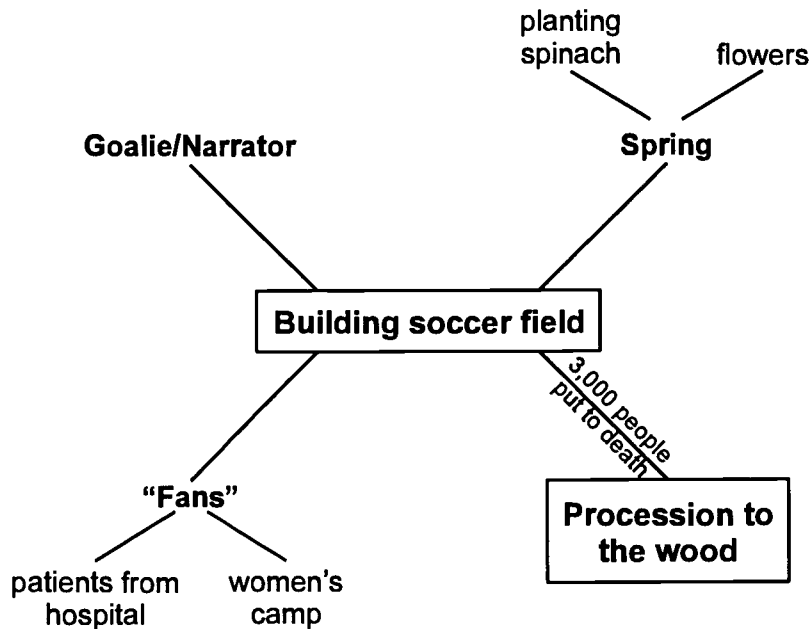 planting
spinach
flowers
Goalie/Narrator
Spring
Building soccer field
3,000 people
put to death
Procession to
the wood
“Fans”
patients from
hospital
women’s
camp